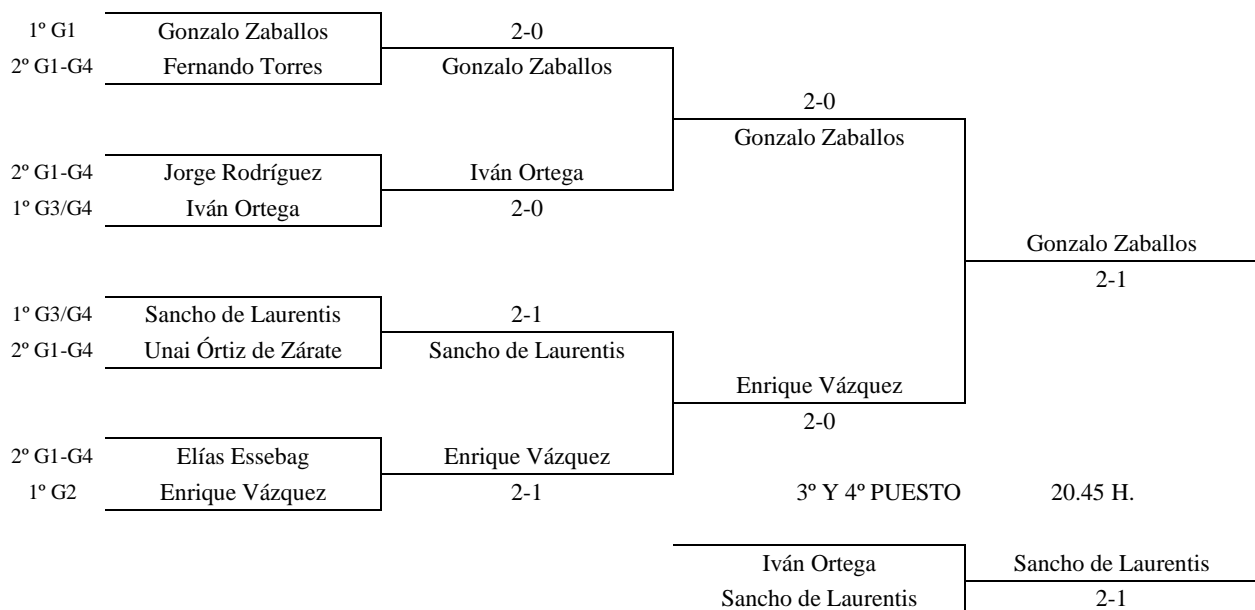 1º G1 Gonzalo Zaballos 2-0
2º G1-G4 Fernando Torres Gonzalo Zaballos
2-0
Gonzalo Zaballos
2º G1-G4 Jorge Rodríguez Iván Ortega
1º G3/G4 Iván Ortega 2-0
Gonzalo Zaballos
2-1
1º G3/G4 Sancho de Laurentis 2-1
2º G1-G4 Unai Órtiz de Zárate Sancho de Laurentis
Enrique Vázquez
2-0
2º G1-G4 Elías Essebag Enrique Vázquez
1º G2 Enrique Vázquez 2-1 3º Y 4º PUESTO 20.45 H.
Iván Ortega Sancho de Laurentis
Sancho de Laurentis 2-1